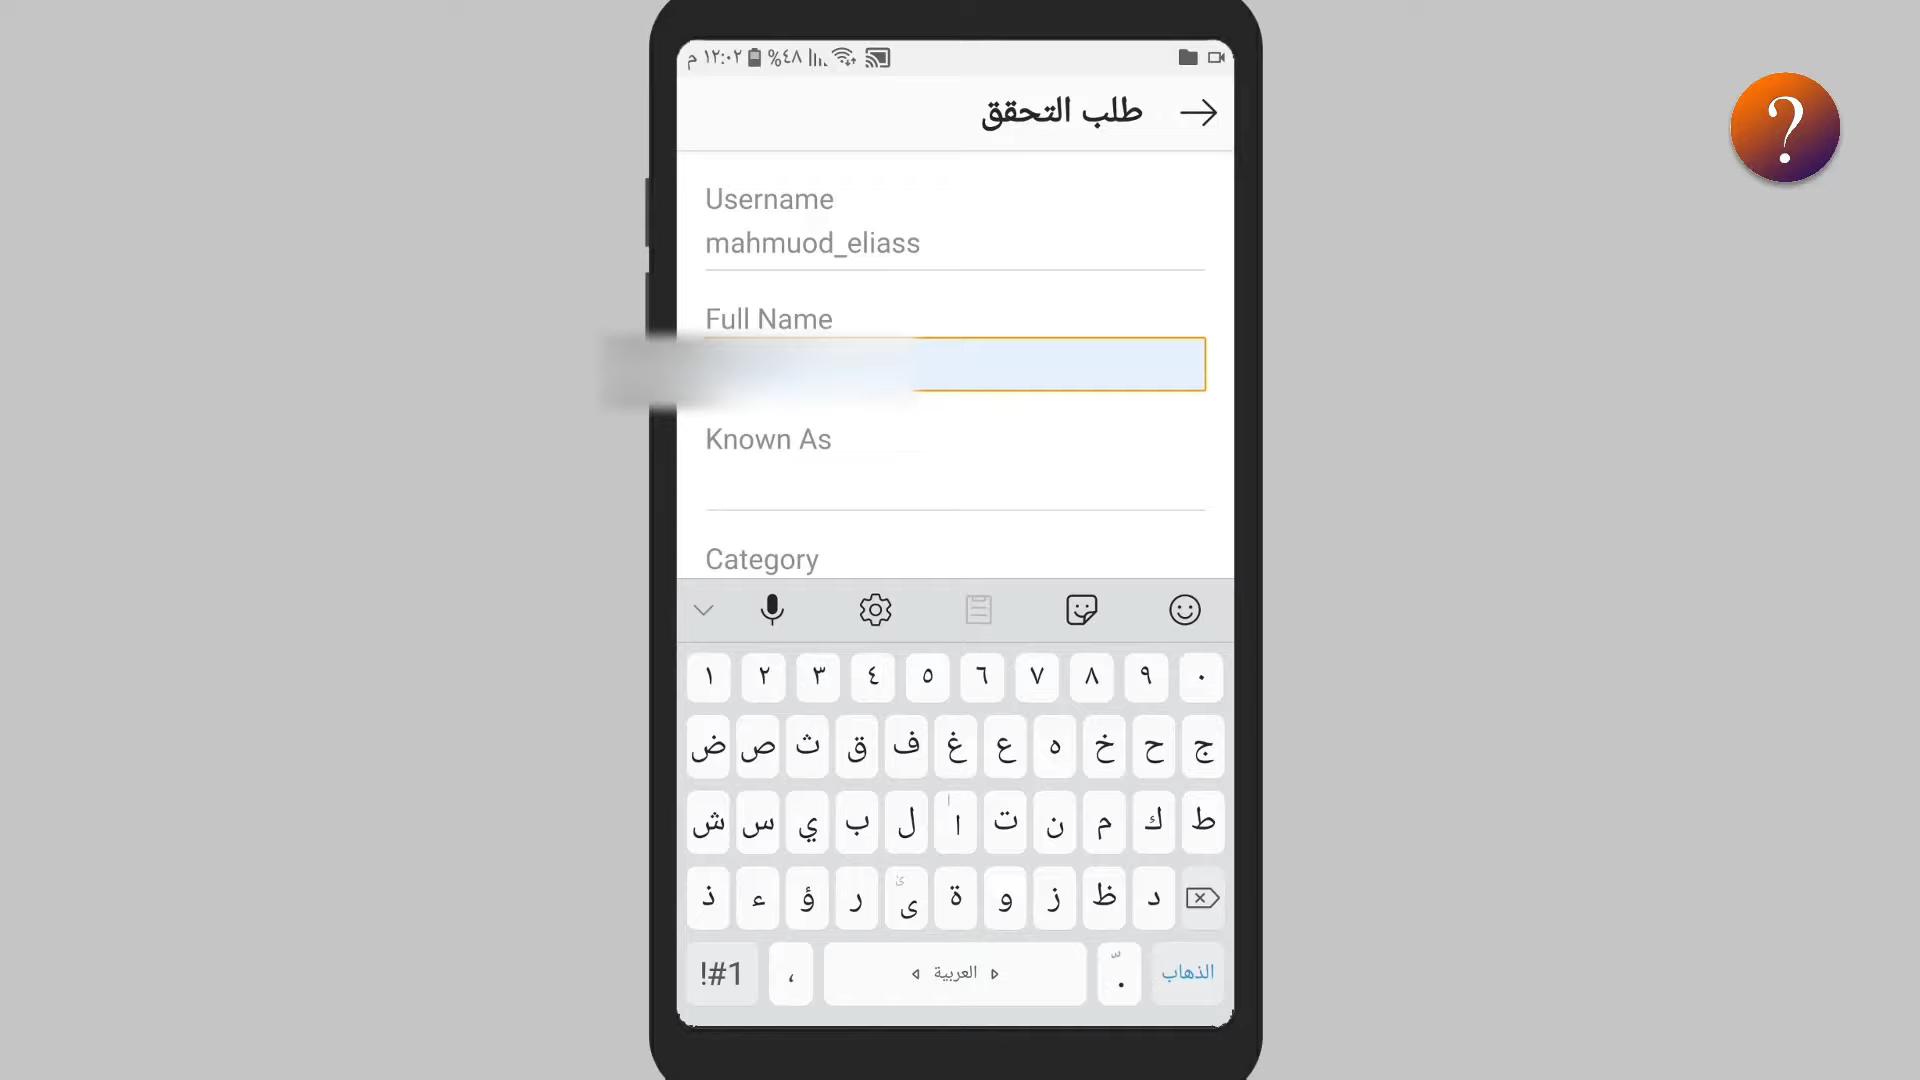 م ١٢:٠٢ %٤٨
طلب التحقق
?
Username
mahmuod_eliass
Full Name
Known As
Category
١ ٢ ٣ ٤ ٥ ٦ ٧ ٨ ٩ ٠
ض ص ث ق ف غ ع ه خ ح ج
ش س ي ب ل ا ت ن م ك ط
ذ ء ؤ ر ى ة و ز ظ د
!#1 ، العربية . الذهاب